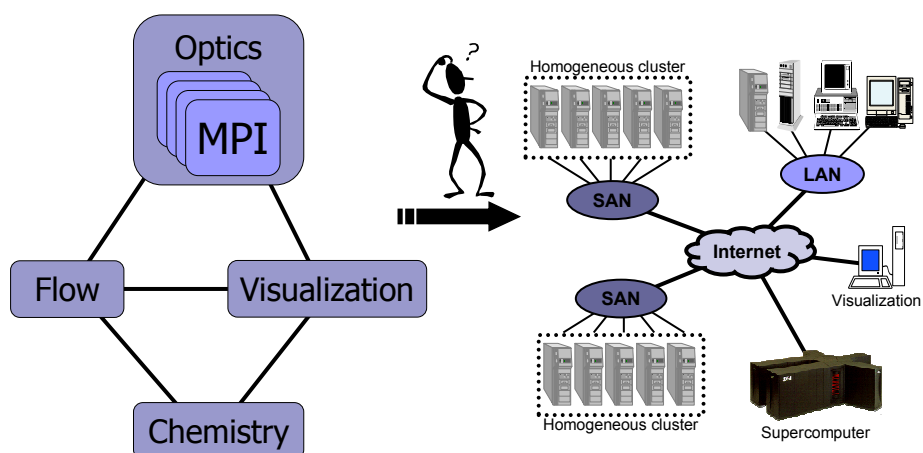 Optics
MPI
Flow
Visualization
Chemistry
?
Homogeneous cluster
SAN
LAN
Internet
Visualization
SAN
Homogeneous cluster
Supercomputer